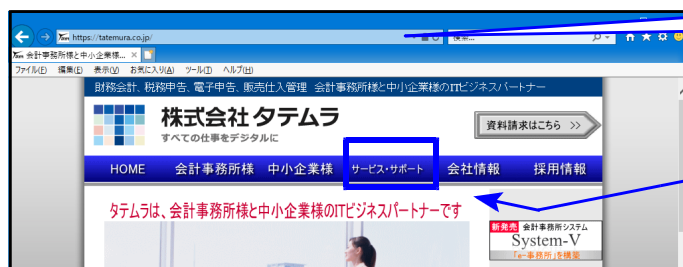 https://tatemura.co.jp/
検索...
会計事務所様と中小企業様... ×
ファイル(F) 編集(E) 表示(V) お気に入り(A) ツール(T) ヘルプ(H)
財務会計、税務申告、電子申告、販売仕入管理 会計事務所様と中小企業様のITビジネスパートナー
株式会社タテムラ
すべての仕事をデジタルに
資料請求はこちら >>
HOME 会計事務所様 中小企業様 サービス・サポート 会社情報 採用情報
タテムラは、会計事務所様と中小企業様のITビジネスパートナーです
新発売 会計事務所システム
System-V
「e-事務所」を構築